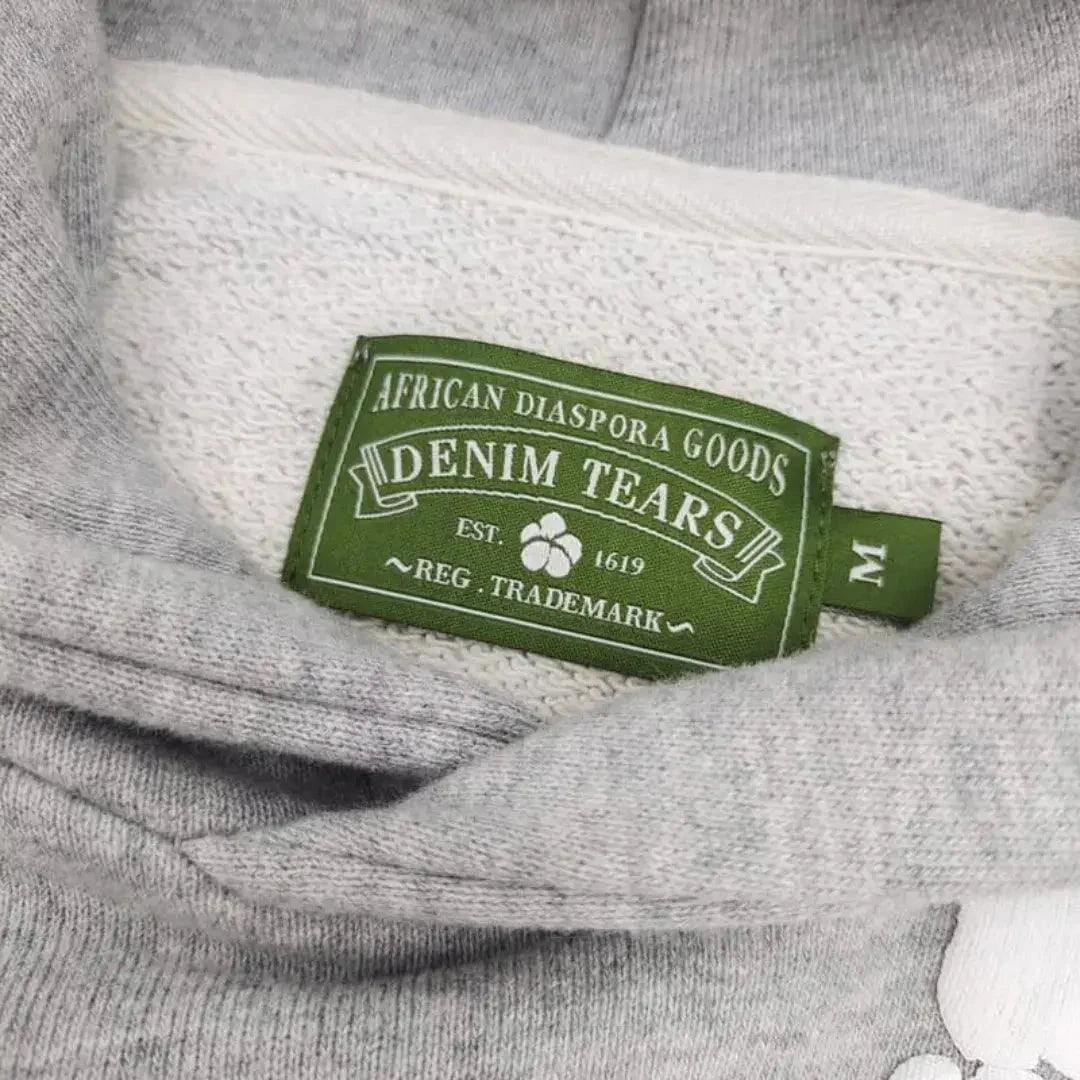 AFRICAN DIASPORA GOODS
DENIM TEARS
EST. 1619
~REG . TRADEMARK~
M